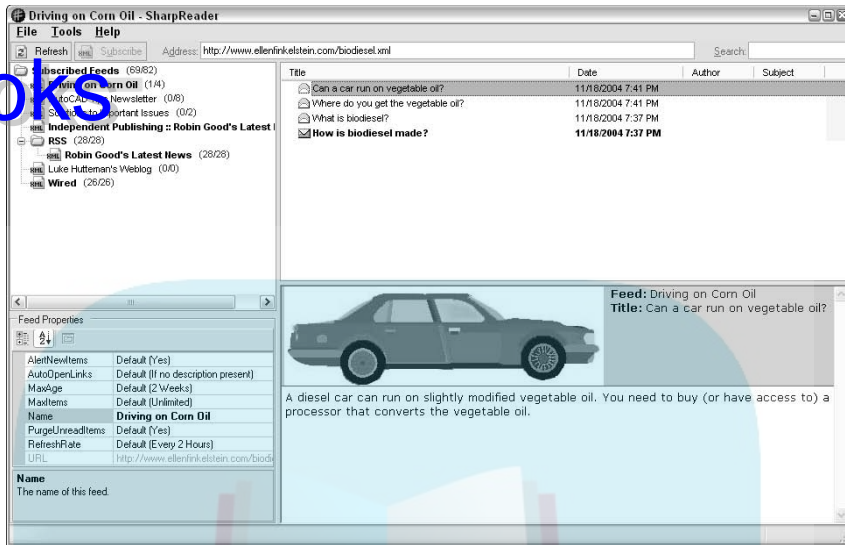 Driving on Corn Oil - SharpReader
File Tools Help
Refresh Subscribe Address: http://www.ellenfinkelstein.com/biodiesel.xml Search:
oks
Subscribed Feeds (69/82)
Driving on Corn Oil (1/4)
Newsletter (0/8)
Important Issues (0/2)
Independent Publishing :: Robin Good's Latest
RSS (28/28)
Robin Good's Latest News (28/28)
Luke Hutteman's Weblog (0/0)
Wired (26/26)
Title Date Author Subject
Can a car run on vegetable oil? 11/18/2004 7:41 PM
Where do you get the vegetable oil? 11/18/2004 7:41 PM
What is biodiesel? 11/18/2004 7:37 PM
How is biodiesel made? 11/18/2004 7:37 PM
Feed Properties
AlertNewItems Default (Yes)
AutoOpenLinks Default (If no description present)
MaxAge Default (2 Weeks)
MaxItems Default (Unlimited)
Name Driving on Corn Oil
PurgeUnreadItems Default (Yes)
RefreshRate Default (Every 2 Hours)
URL http://www.ellenfinkelstein.com/biodi
Name
The name of this feed.
Feed: Driving on Corn Oil
Title: Can a car run on vegetable oil?
A diesel car can run on slightly modified vegetable oil. You need to buy (or have access to) a
processor that converts the vegetable oil.